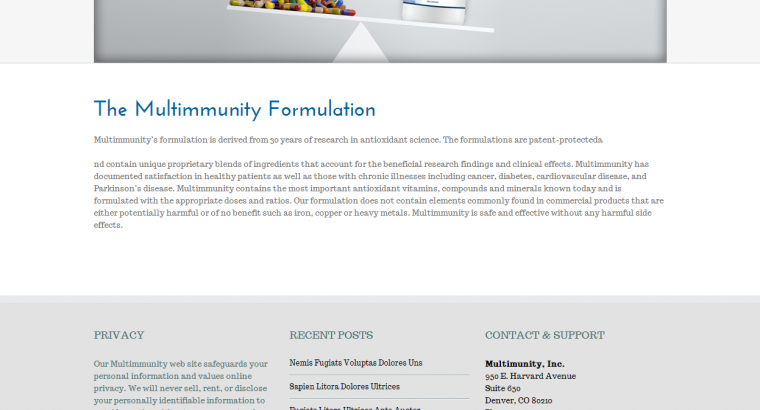 The Multimmunity Formulation
Multimmunity's formulation is derived from 30 years of research in antioxidant science. The formulations are patent-protecteda
nd contain unique proprietary blends of ingredients that account for the beneficial research findings and clinical effects. Multimmunity has
documented satisfaction in healthy patients as well as those with chronic illnesses including cancer, diabetes, cardiovascular disease, and
Parkinson's disease. Multimmunity contains the most important antioxidant vitamins, compounds and minerals known today and is
formulated with the appropriate doses and ratios. Our formulation does not contain elements commonly found in commercial products that are
either potentially harmful or of no benefit such as iron, copper or heavy metals. Multimmunity is safe and effective without any harmful side
effects.
PRIVACY
Our Multimmunity web site safeguards your
personal information and values online
privacy. We will never sell, rent, or disclose
your personally identifiable information to
RECENT POSTS
Nemis Fugiats Voluptas Dolores Uns
Sapien Litora Dolores Ultrices
Fugats Litora Ultrices Ante Auctor
CONTACT & SUPPORT
Multimunity, Inc.
950 E. Harvard Avenue
Suite 650
Denver, CO 80210